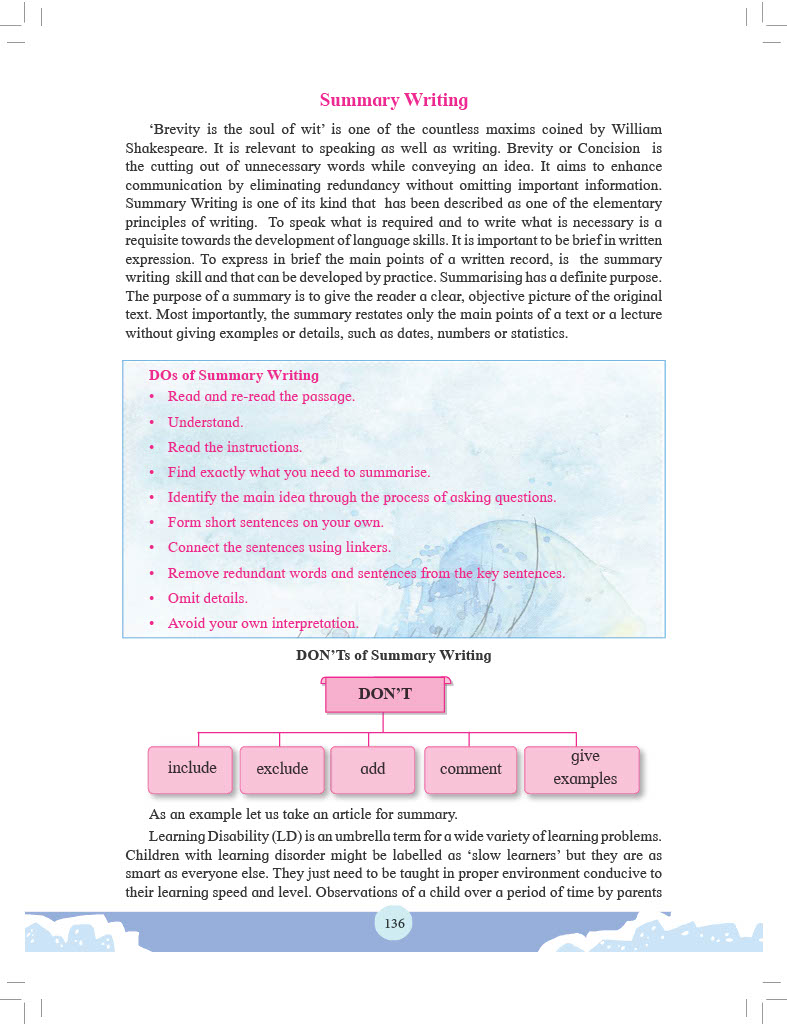 Summary Writing
‘Brevity is the soul of wit’ is one of the countless maxims coined by William
Shakespeare. It is relevant to speaking as well as writing. Brevity or Concision is
the cutting out of unnecessary words while conveying an idea. It aims to enhance
communication by eliminating redundancy without omitting important information.
Summary Writing is one of its kind that has been described as one of the elementary
principles of writing. To speak what is required and to write what is necessary is a
requisite towards the development of language skills. It is important to be brief in written
expression. To express in brief the main points of a written record, is the summary
writing skill and that can be developed by practice. Summarising has a definite purpose.
The purpose of a summary is to give the reader a clear, objective picture of the original
text. Most importantly, the summary restates only the main points of a text or a lecture
without giving examples or details, such as dates, numbers or statistics.
DOs of Summary Writing
• Read and re-read the passage.
• Understand.
• Read the instructions.
• Find exactly what you need to summarise.
• Identify the main idea through the process of asking questions.
• Form short sentences on your own.
• Connect the sentences using linkers.
• Remove redundant words and sentences from the key sentences.
• Omit details.
• Avoid your own interpretation.
DON’Ts of Summary Writing
DON’T
include
exclude
add
comment
give
examples
As an example let us take an article for summary.
Learning Disability (LD) is an umbrella term for a wide variety of learning problems.
Children with learning disorder might be labelled as ‘slow learners’ but they are as
smart as everyone else. They just need to be taught in proper environment conducive to
their learning speed and level. Observations of a child over a period of time by parents
136